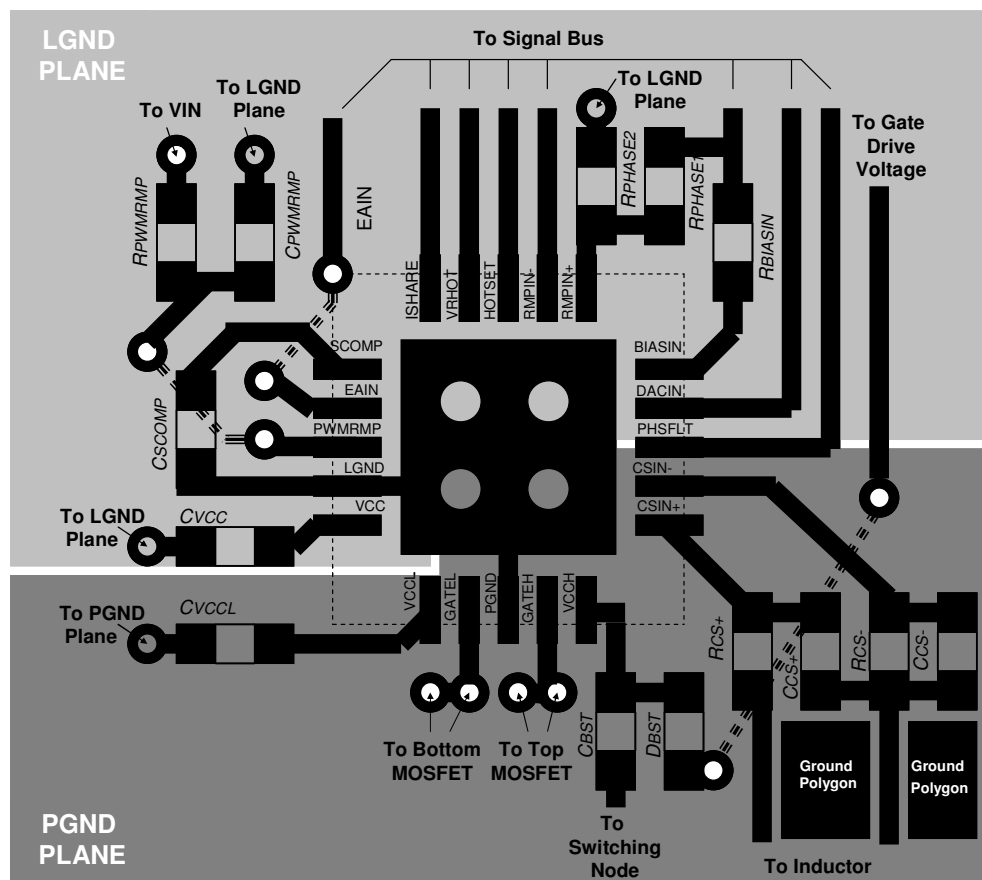 LGND
PLANE
To Signal Bus
To LGND
Plane
To VIN
To LGND
Plane
To Gate
Drive
Voltage
RPWMRMP
CPWMRMP
EAIN
RPHASE2
RPHASE1
RBIASIN
ISHARE
VRHOT
HOTSET
RMPIN-
RMPIN+
SCOMP
EAIN
PWMRMP
LGND
VCC
BIASIN
DACIN
PHSFLT
CSIN-
CSIN+
CSCOMP
To LGND
Plane
CVCC
To PGND
Plane
CVCCL
VCCL
GATEL
PGND
GATEH
VCCH
RCS+
CCS+
RCS-
CCS-
CBST
DBST
To Bottom
MOSFET
To Top
MOSFET
Ground
Polygon
Ground
Polygon
To
Switching
Node
To Inductor
PGND
PLANE